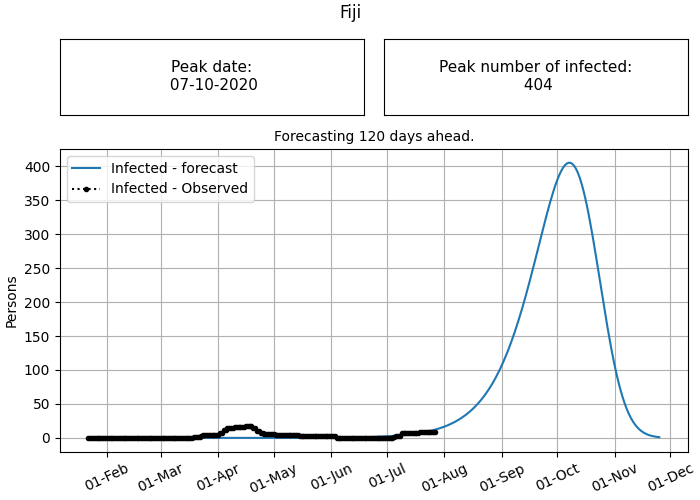 Fiji
Peak date:
07-10-2020
Peak number of infected:
404
Forecasting 120 days ahead.
Infected - forecast
Infected - Observed
Persons
400
350
300
250
200
150
100
50
0
01-Feb
01-Mar
01-Apr
01-May
01-Jun
01-Jul
01-Aug
01-Sep
01-Oct
01-Nov
01-Dec